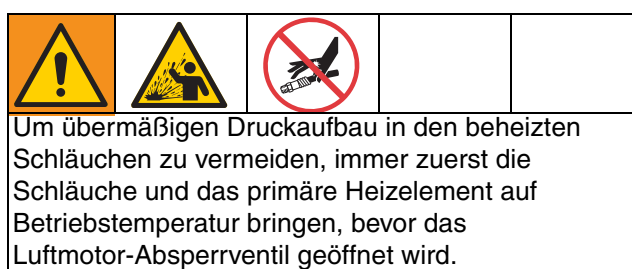 Um übermäßigen Druckaufbau in den beheizten
Schläuchen zu vermeiden, immer zuerst die
Schläuche und das primäre Heizelement auf
Betriebstemperatur bringen, bevor das
Luftmotor-Absperrventil geöffnet wird.